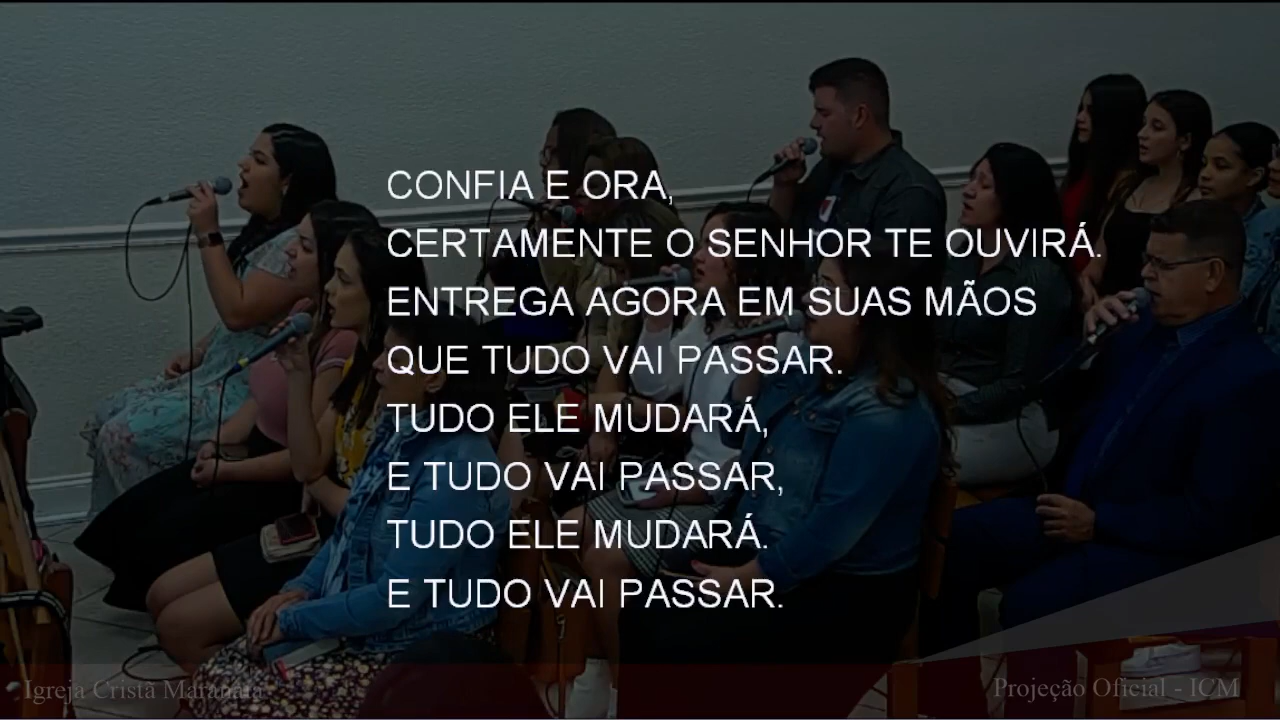 CONFIA E ORA,
CERTAMENTE O SENHOR TE OUVIRÁ.
ENTREGA AGORA EM SUAS MÃOS
QUE TUDO VAI PASSAR.
TUDO ELE MUDARÁ,
E TUDO VAI PASSAR,
TUDO ELE MUDARÁ.
E TUDO VAI PASSAR.
Igreja Cristã Maranata
Projeção Oficial - ICM